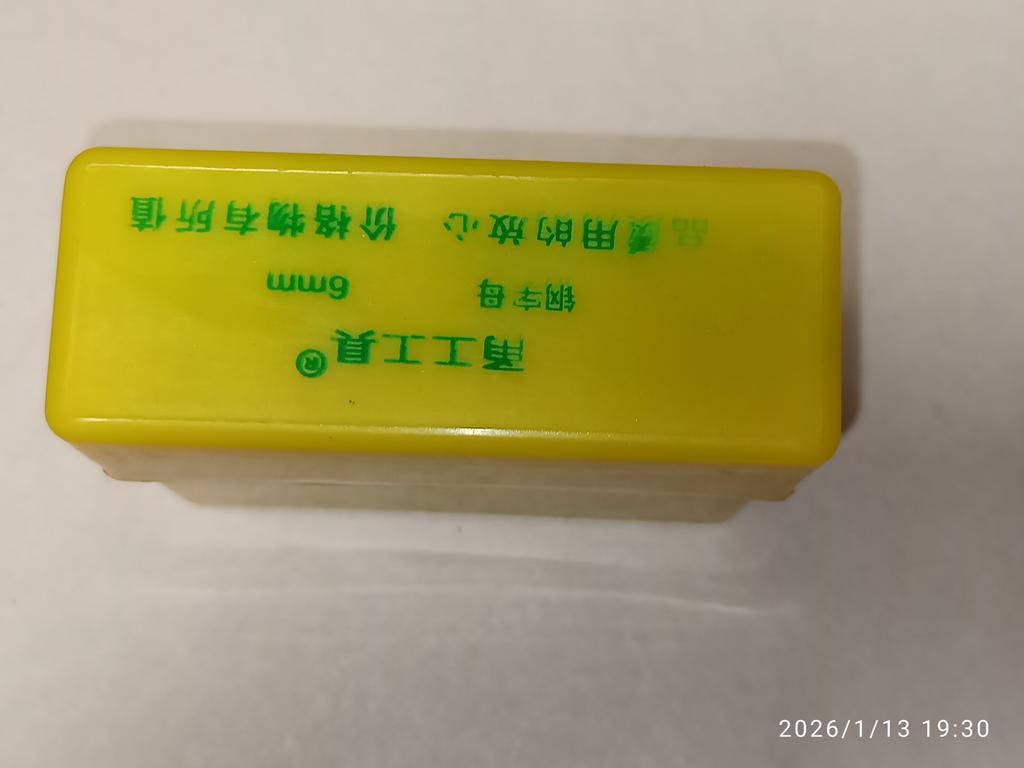 甬工工具®
钢字母 6mm
品质用的放心 价格物有所值
2026/1/13 19:30